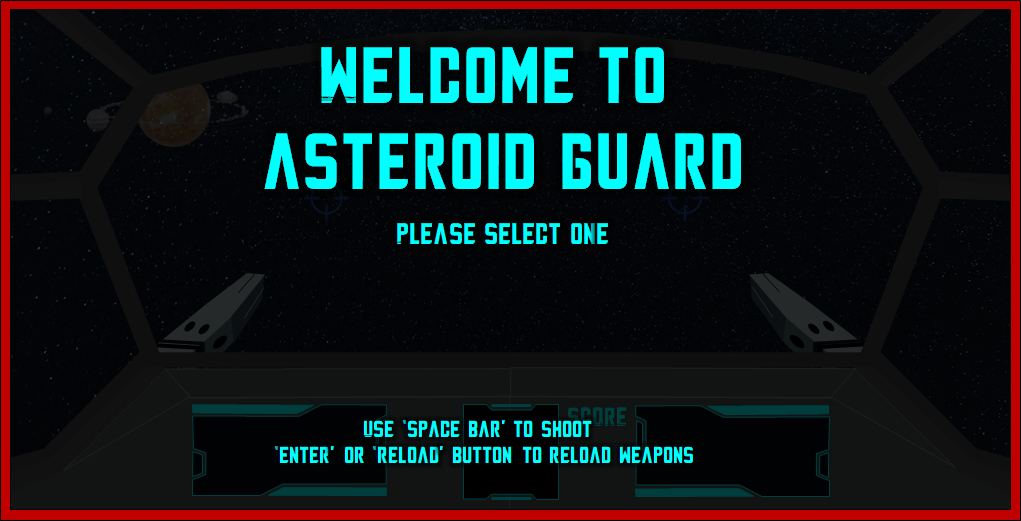 WELCOME TO
ASTEROID GUARD
PLEASE SELECT ONE
SCORE
USE 'SPACE BAR' TO SHOOT
'ENTER' OR 'RELOAD' BUTTON TO RELOAD WEAPONS